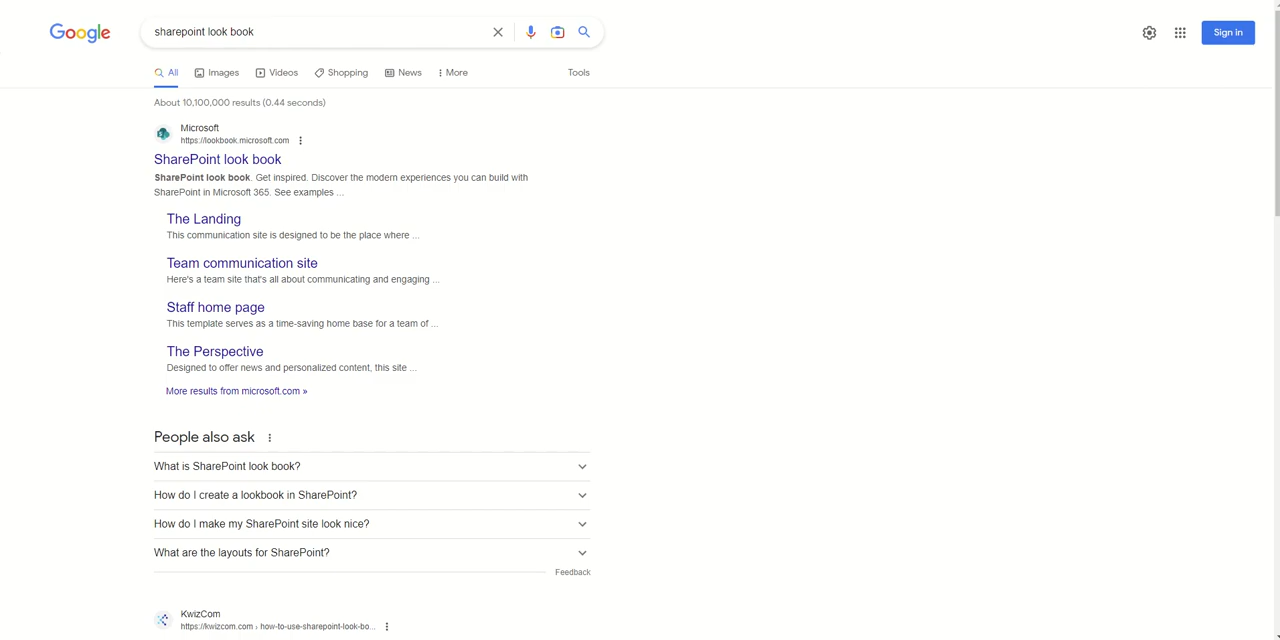 Google
sharepoint look book
Sign in
All
Images
Videos
Shopping
News
More
Tools
About 10,100,000 results (0.44 seconds)
Microsoft
https://lookbook.microsoft.com
SharePoint look book
SharePoint look book. Get inspired. Discover the modern experiences you can build with
SharePoint in Microsoft 365. See examples ...
The Landing
This communication site is designed to be the place where ...
Team communication site
Here's a team site that's all about communicating and engaging ...
Staff home page
This template serves as a time-saving home base for a team of ...
The Perspective
Designed to offer news and personalized content, this site ...
More results from microsoft.com »
People also ask
What is SharePoint look book?
How do I create a lookbook in SharePoint?
How do I make my SharePoint site look nice?
What are the layouts for SharePoint?
Feedback
KwizCom
https://kwizcom.com › how-to-use-sharepoint-look-bo...